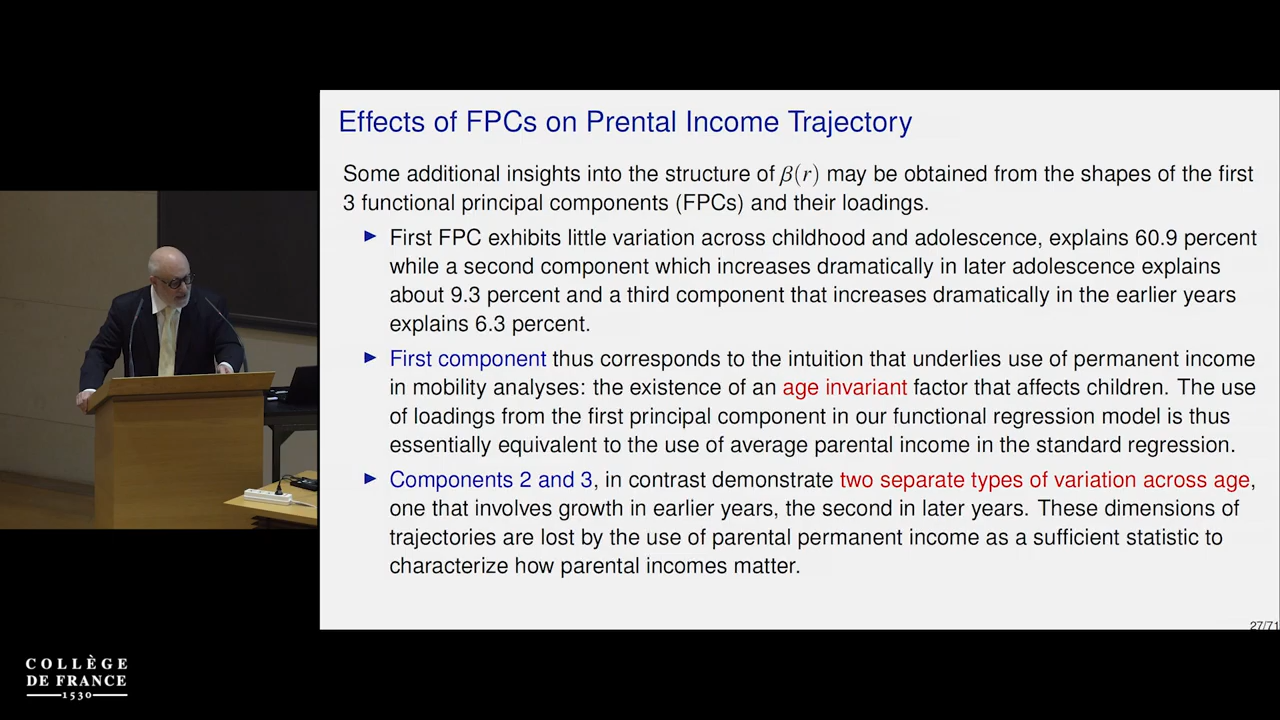 Effects of FPCs on Prental Income Trajectory
Some additional insights into the structure of β(r) may be obtained from the shapes of the first
3 functional principal components (FPCs) and their loadings.
First FPC exhibits little variation across childhood and adolescence, explains 60.9 percent
while a second component which increases dramatically in later adolescence explains
about 9.3 percent and a third component that increases dramatically in the earlier years
explains 6.3 percent.
First component thus corresponds to the intuition that underlies use of permanent income
in mobility analyses: the existence of an age invariant factor that affects children. The use
of loadings from the first principal component in our functional regression model is thus
essentially equivalent to the use of average parental income in the standard regression.
Components 2 and 3, in contrast demonstrate two separate types of variation across age,
one that involves growth in earlier years, the second in later years. These dimensions of
trajectories are lost by the use of parental permanent income as a sufficient statistic to
characterize how parental incomes matter.
27/71
COLLÈGE
DE FRANCE
1530